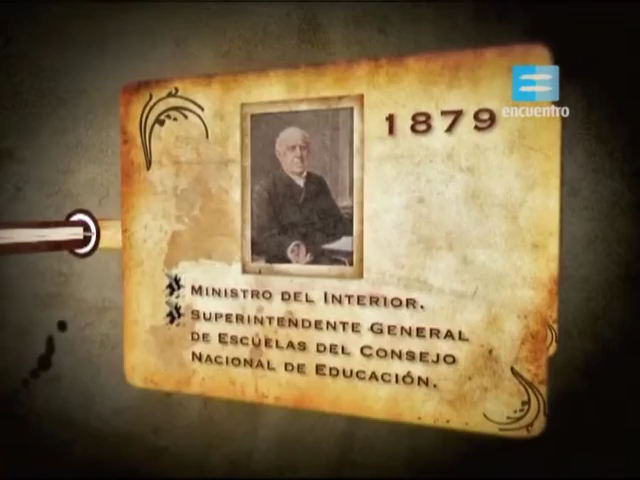 1879
encuentro
MINISTRO DEL INTERIOR.
SUPERINTENDENTE GENERAL
DE ESCUELAS DEL CONSEJO
NACIONAL DE EDUCACIÓN.